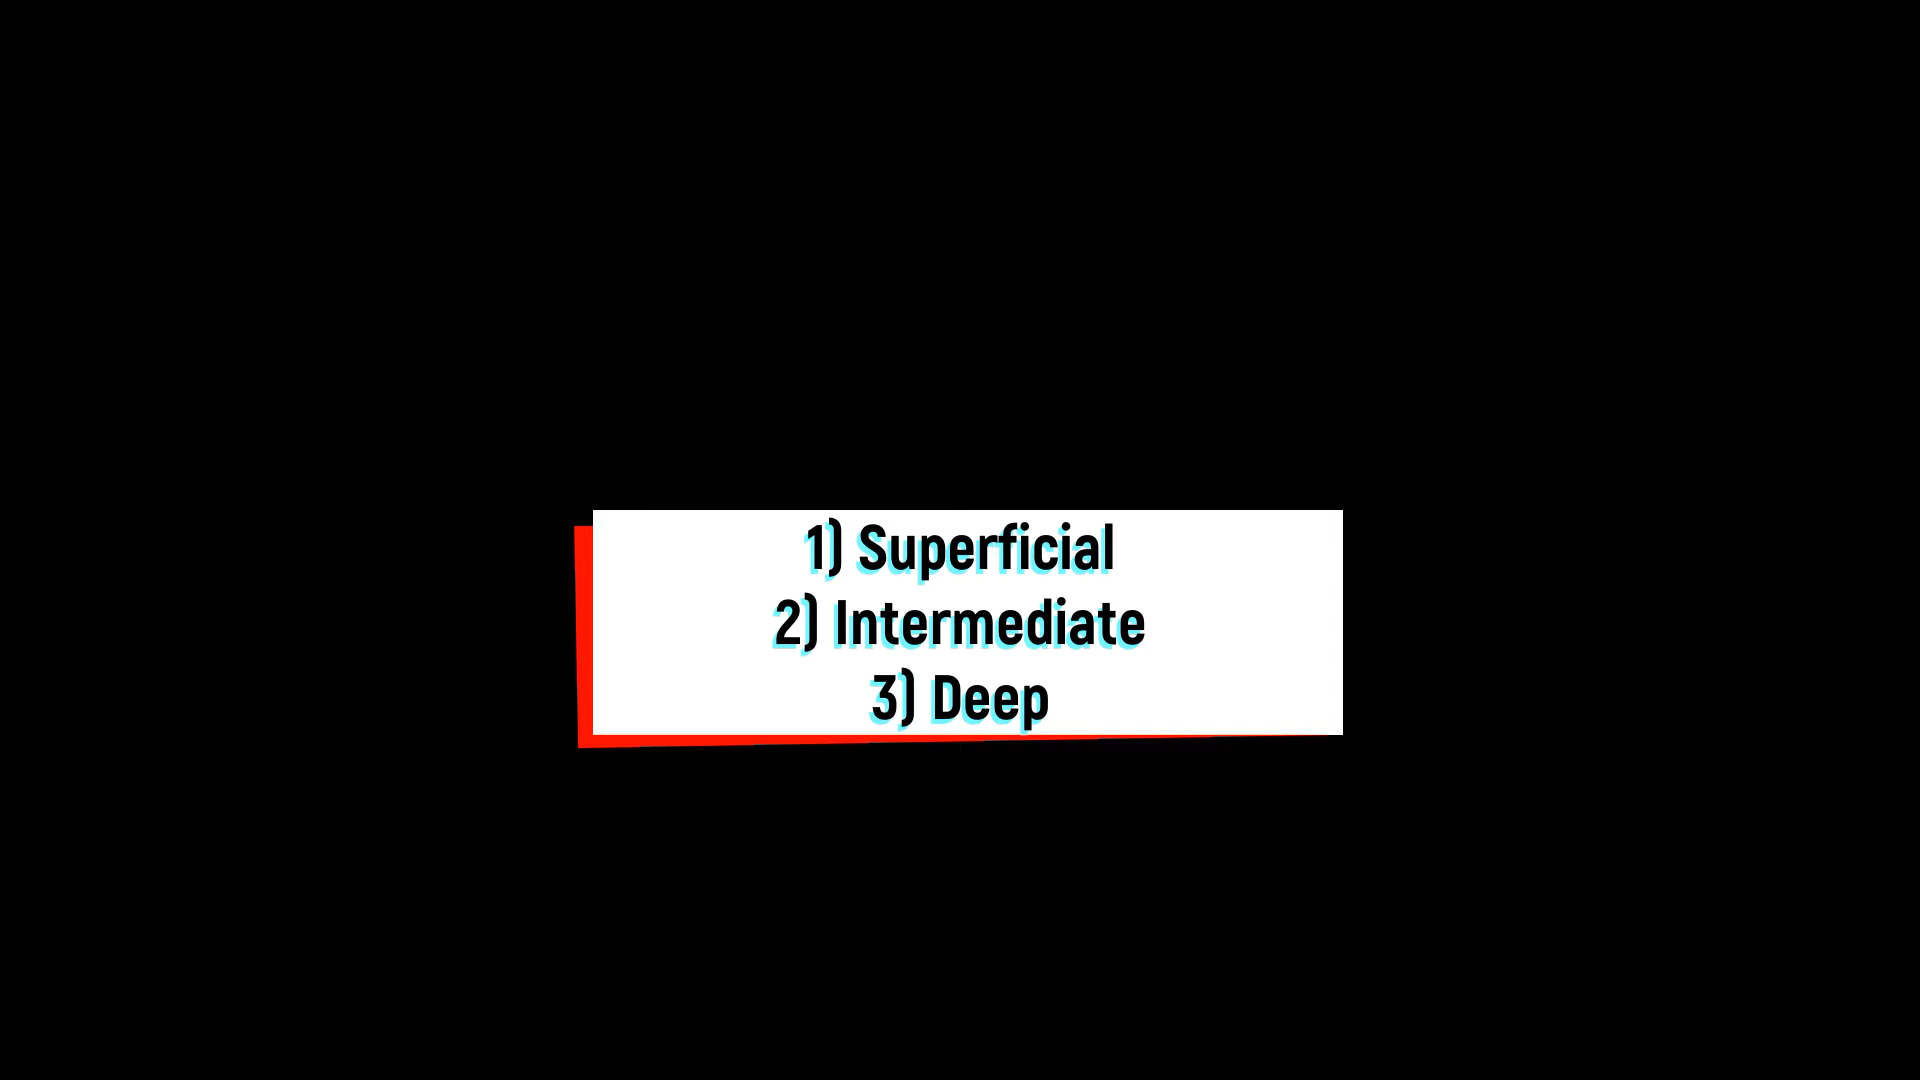 1) Superficial
2) Intermediate
3) Deep